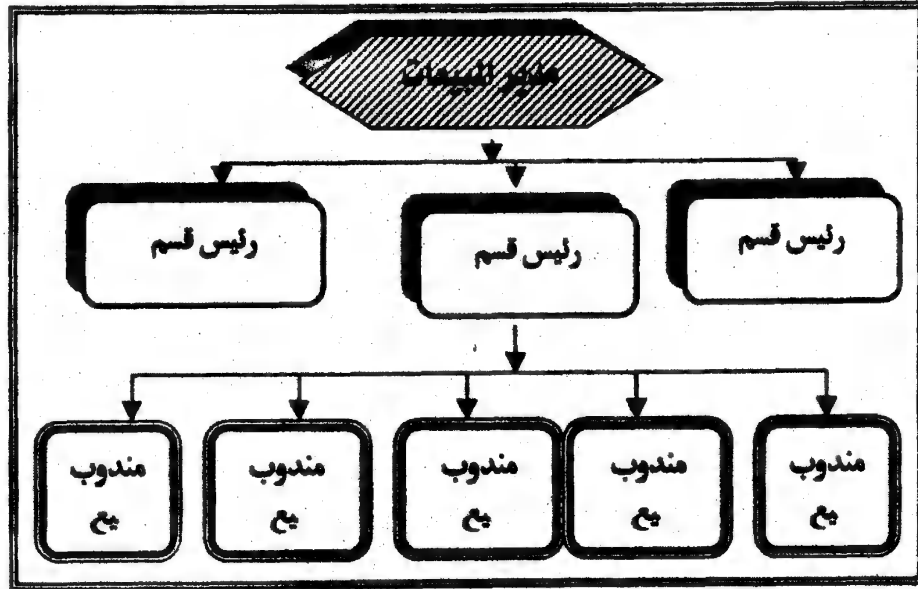 مدير المبيعات
رئيس قسم
رئيس قسم
رئيس قسم
مندوب
بيع
مندوب
بيع
مندوب
بيع
مندوب
بيع
مندوب
بيع